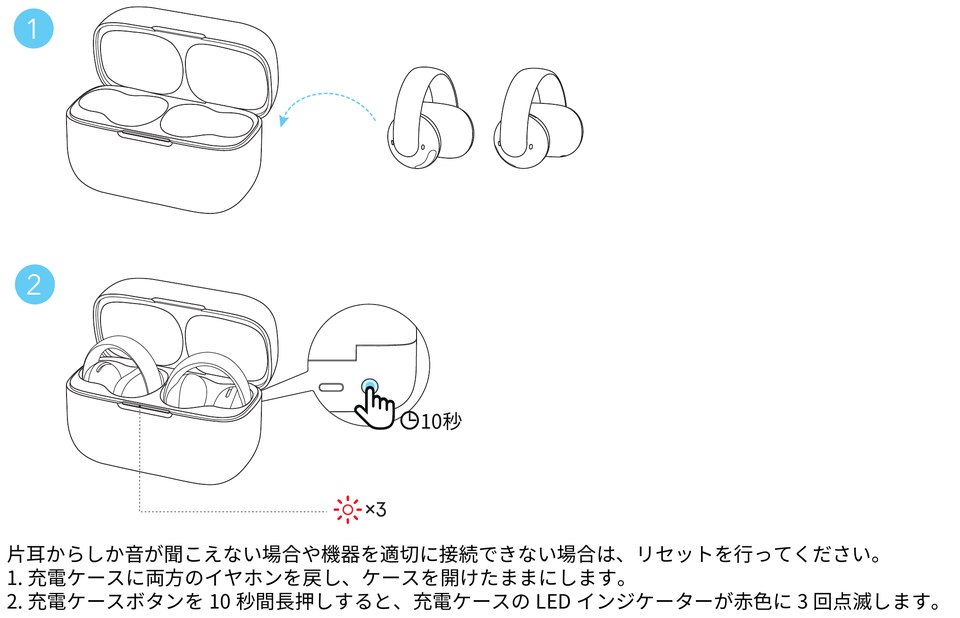 1
2
10秒
×3
片耳からしか音が聞こえない場合や機器を適切に接続できない場合は、リセットを行ってください。
1. 充電ケースに両方のイヤホンを戻し、ケースを開けたままにします。
2. 充電ケースボタンを 10 秒間長押しすると、充電ケースの LED インジケーターが赤色に 3 回点滅します。